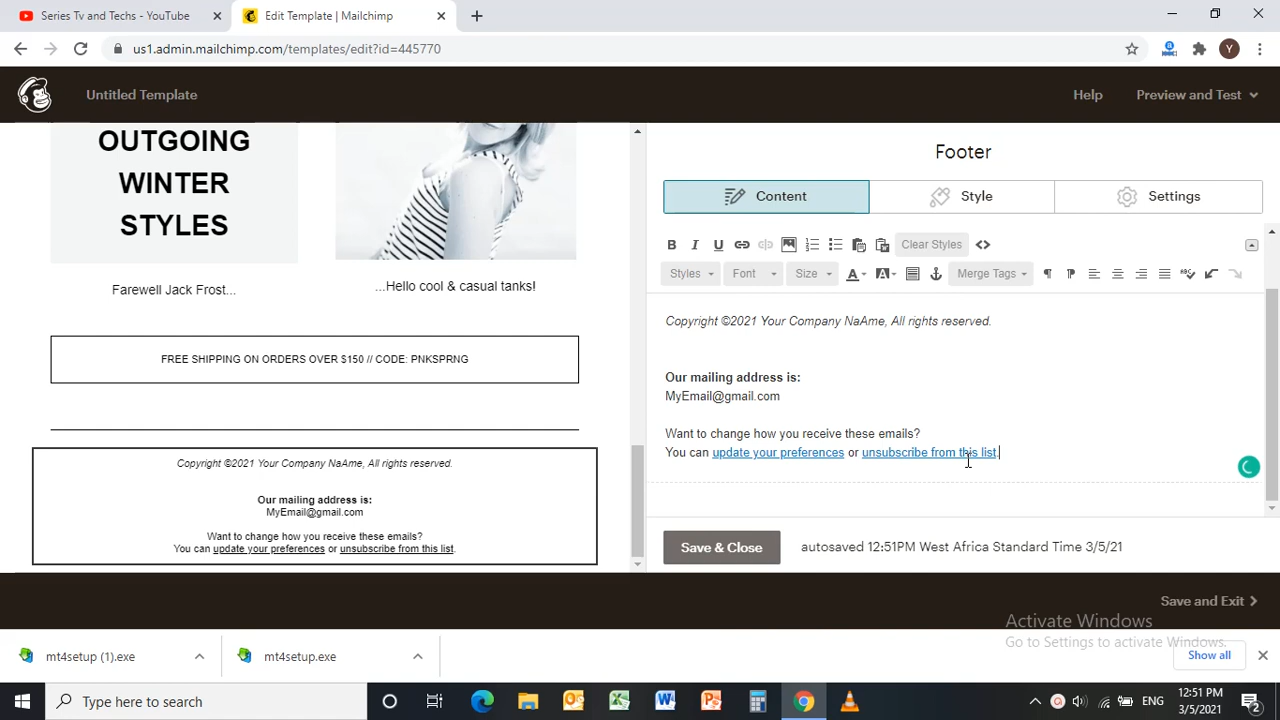 Series Tv and Techs - YouTube
Edit Template | Mailchimp
us1.admin.mailchimp.com/templates/edit?id=445770
Y
Untitled Template
Help
Preview and Test
OUTGOING
WINTER
STYLES
Farewell Jack Frost...
...Hello cool & casual tanks!
FREE SHIPPING ON ORDERS OVER $150 // CODE: PNKSPRNG
Copyright ©2021 Your Company NaAme, All rights reserved.
Our mailing address is:
MyEmail@gmail.com
Want to change how you receive these emails?
You can update your preferences or unsubscribe from this list.
Footer
Content
Style
Settings
B I U
Clear Styles
Styles
Font
Size
A
A
Merge Tags
Copyright ©2021 Your Company NaAme, All rights reserved.
Our mailing address is:
MyEmail@gmail.com
Want to change how you receive these emails?
You can update your preferences or unsubscribe from this list.
Save & Close
autosaved 12:51PM West Africa Standard Time 3/5/21
Save and Exit
Activate Windows
Go to Settings to activate Windows.
mt4setup (1).exe
mt4setup.exe
Show all
Type here to search
ENG
12:51 PM
3/5/2021
2